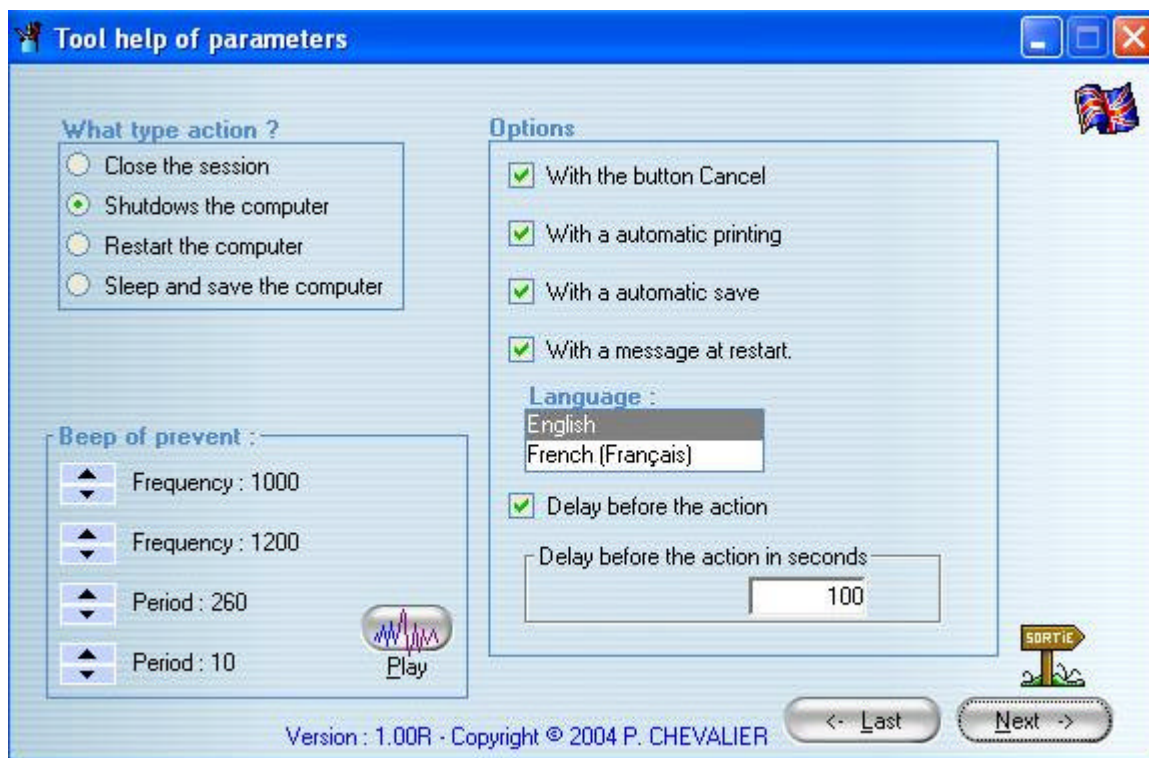 Tool help of parameters
What type action ?
Close the session
Shutdows the computer
Restart the computer
Sleep and save the computer
Options
With the button Cancel
With a automatic printing
With a automatic save
With a message at restart.
Language :
English
French (Français)
Delay before the action
Delay before the action in seconds
100
Beep of prevent :
Frequency : 1000
Frequency : 1200
Period : 260
Period : 10
Play
SORTiE
Version : 1.00R - Copyright © 2004 P. CHEVALIER
<- Last
Next ->